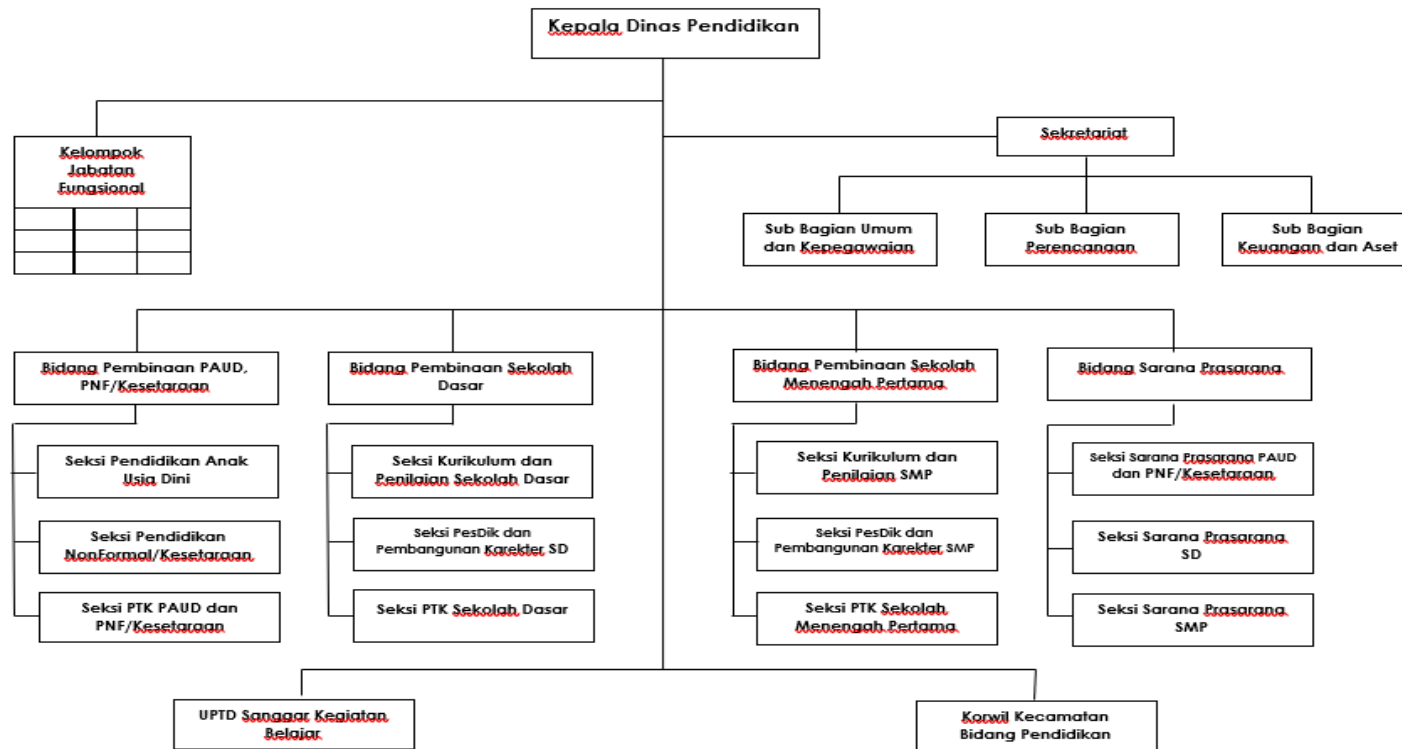 Kepala Dinas Pendidikan
Sekretariat
Kelompok
Jabatan
Fungsional
Sub Bagian Umum
dan Kepegawaian
Sub Bagian
Perencanaan
Sub Bagian
Keuangan dan Aset
Bidang Pembinaan PAUD,
PNF/Kesetaraan
Bidang Pembinaan Sekolah
Dasar
Bidang Pembinaan Sekolah
Menengah Pertama
Bidang Sarana Prasarana
Seksi Pendidikan Anak
Usia Dini
Seksi Kurikulum dan
Penilaian Sekolah Dasar
Seksi Kurikulum dan
Penilaian SMP
Seksi Sarana Prasarana PAUD
dan PNF/Kesetaraan
Seksi Pendidikan
NonFormal/Kesetaraan
Seksi PesDik dan
Pembangunan Karekter SD
Seksi PesDik dan
Pembangunan Karekter SMP
Seksi Sarana Prasarana
SD
Seksi PTK PAUD dan
PNF/Kesetaraan
Seksi PTK Sekolah Dasar
Seksi PTK Sekolah
Menengah Pertama
Seksi Sarana Prasarana
SMP
UPTD Sanggar Kegiatan
Belajar
Korwil Kecamatan
Bidang Pendidikan